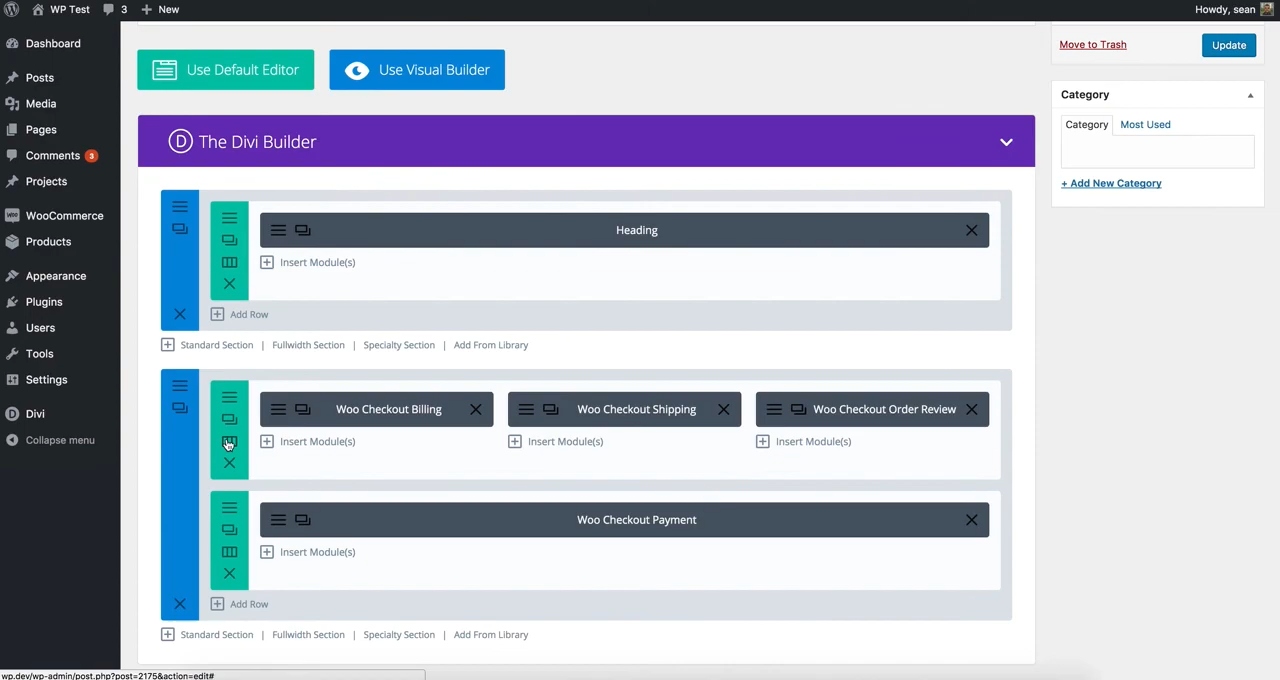 WP Test 3 New Howdy, sean
Dashboard
Posts
Media
Pages
Comments 3
Projects
WooCommerce
Products
Appearance
Plugins
Users
Tools
Settings
Divi
Collapse menu
Use Default Editor Use Visual Builder
D The Divi Builder
Heading
Insert Module(s)
Add Row
Standard Section | Fullwidth Section | Specialty Section | Add From Library
Woo Checkout Billing Woo Checkout Shipping Woo Checkout Order Review
Insert Module(s) Insert Module(s) Insert Module(s)
Woo Checkout Payment
Insert Module(s)
Add Row
Standard Section | Fullwidth Section | Specialty Section | Add From Library
Move to Trash Update
Category
Category Most Used
+ Add New Category
wp.dev/wp-admin/post.php?post=2175&action=edit#